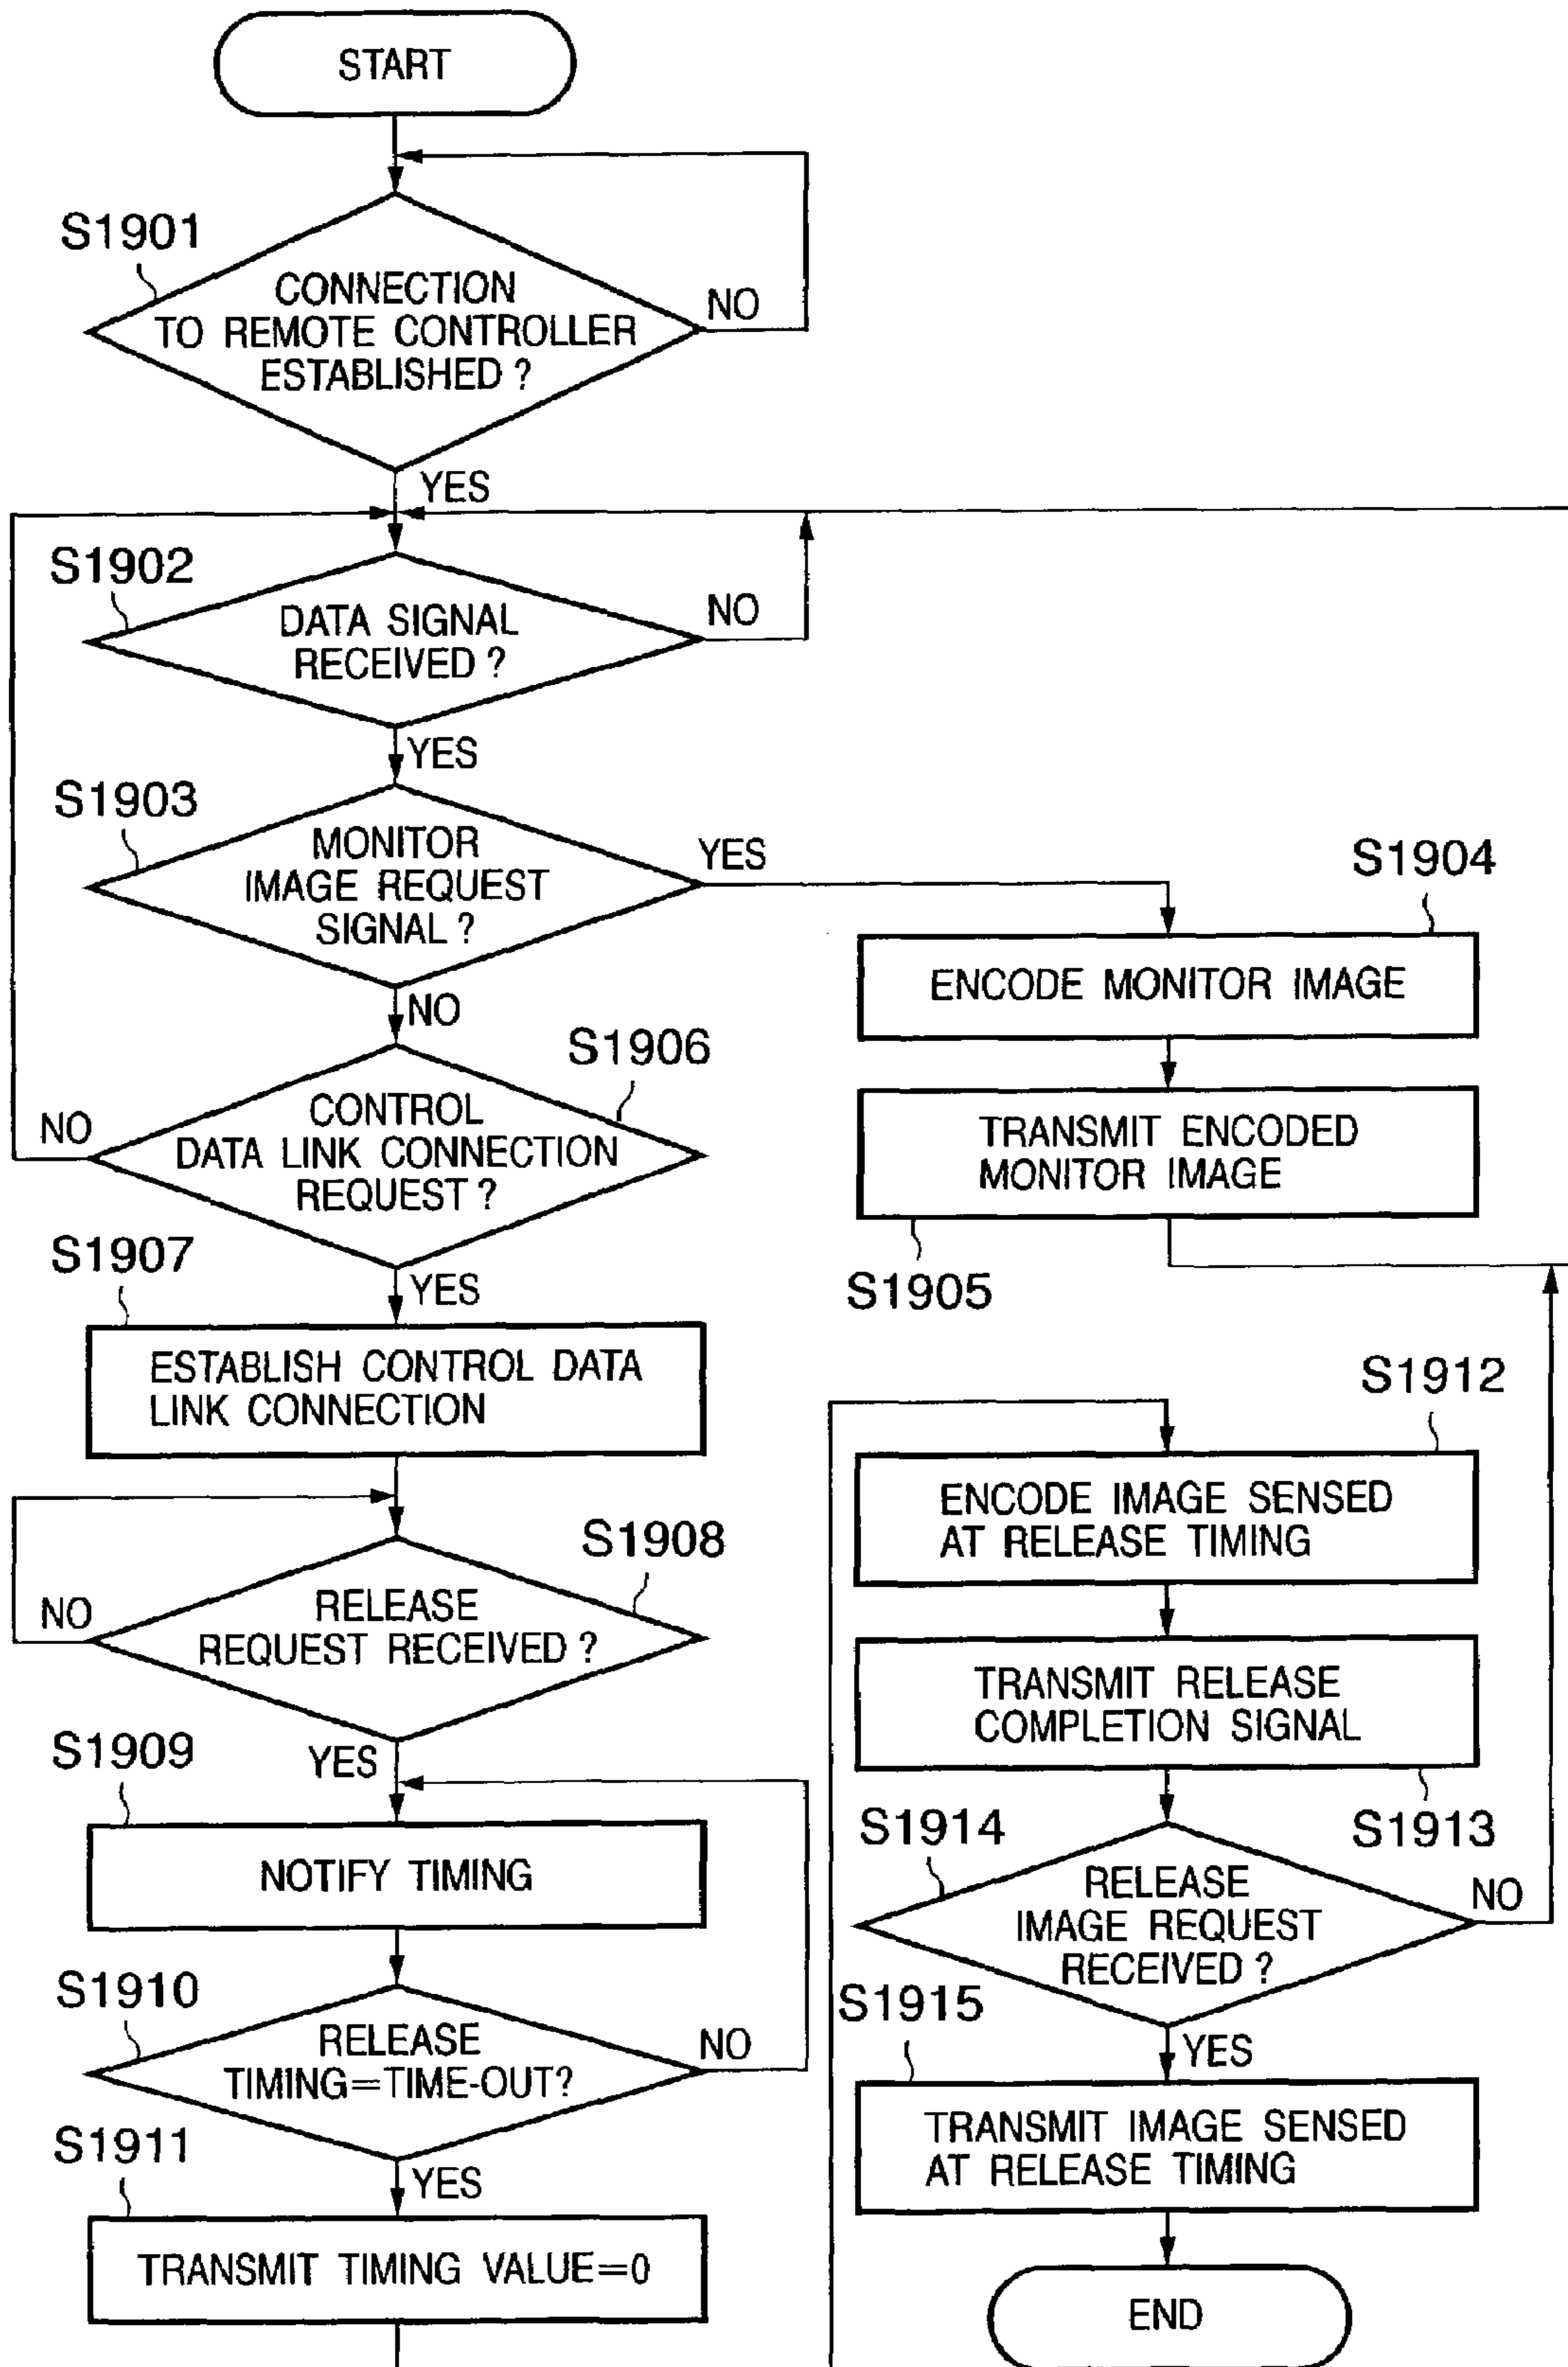 START
S1901
CONNECTION
TO REMOTE CONTROLLER
ESTABLISHED ?
NO
YES
S1902
DATA SIGNAL
RECEIVED ?
NO
YES
S1903
MONITOR
IMAGE REQUEST
SIGNAL ?
YES
NO
S1904
ENCODE MONITOR IMAGE
TRANSMIT ENCODED
MONITOR IMAGE
S1905
S1906
CONTROL
DATA LINK CONNECTION
REQUEST ?
NO
YES
S1907
ESTABLISH CONTROL DATA
LINK CONNECTION
S1908
RELEASE
REQUEST RECEIVED ?
NO
YES
S1909
NOTIFY TIMING
S1910
RELEASE
TIMING=TIME-OUT?
NO
YES
S1911
TRANSMIT TIMING VALUE=0
S1912
ENCODE IMAGE SENSED
AT RELEASE TIMING
TRANSMIT RELEASE
COMPLETION SIGNAL
S1913
S1914
RELEASE
IMAGE REQUEST
RECEIVED ?
NO
YES
S1915
TRANSMIT IMAGE SENSED
AT RELEASE TIMING
END